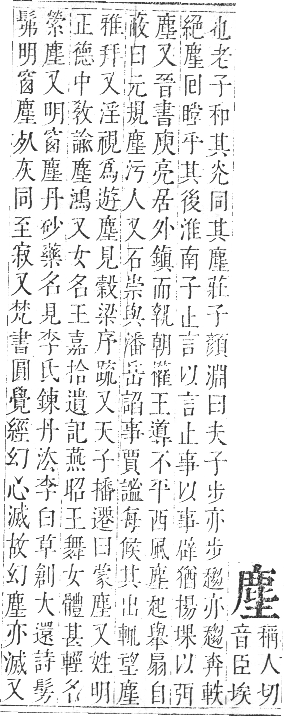 塵
稱人切
音臣埃
也老子和其光同其塵莊子顏淵曰夫子步亦步趨亦趨奔軼
絕塵回瞠乎其後淮南子止言以言止事以事辟猶揚堁以弭
塵又晉書庾亮居外鎮而執朝權王導不平西風塵起舉扇自
蔽曰元規塵污人又石崇與潘岳諂事賈謐每候其出輒望塵
雅拜又淫視爲遊塵見穀梁序疏又天子播遷曰蒙塵又姓明
正德中教諭塵鴻又女名王嘉拾遺記燕昭王舞女體甚輕名
縈塵又明窗塵丹砂藥名見李氏鍊丹法李白草創大還詩髣
髴明窗塵死灰同至寂又梵書圓覺經幻心滅故幻塵亦滅又